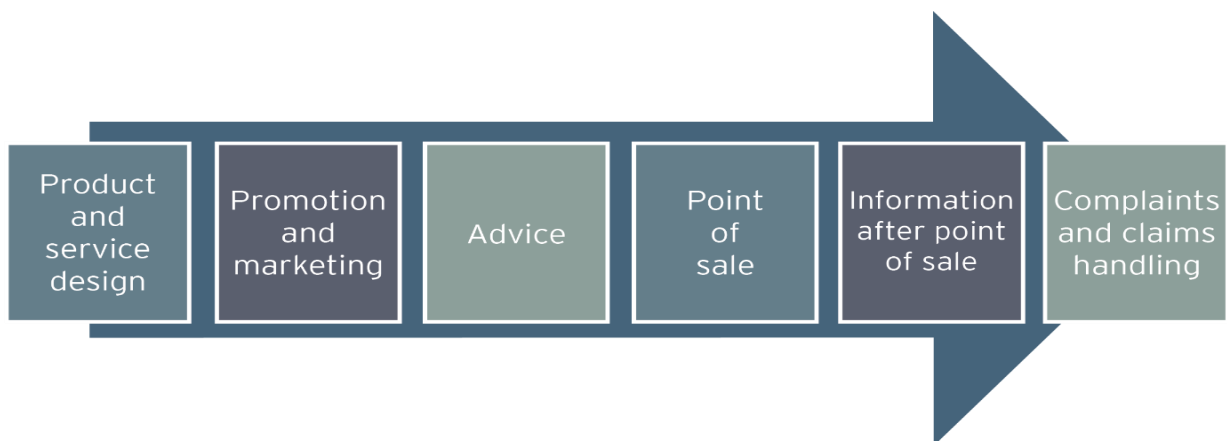 Product
and
service
design
Promotion
and
marketing
Advice
Point
of
sale
Information
after point
of sale
Complaints
and claims
handling